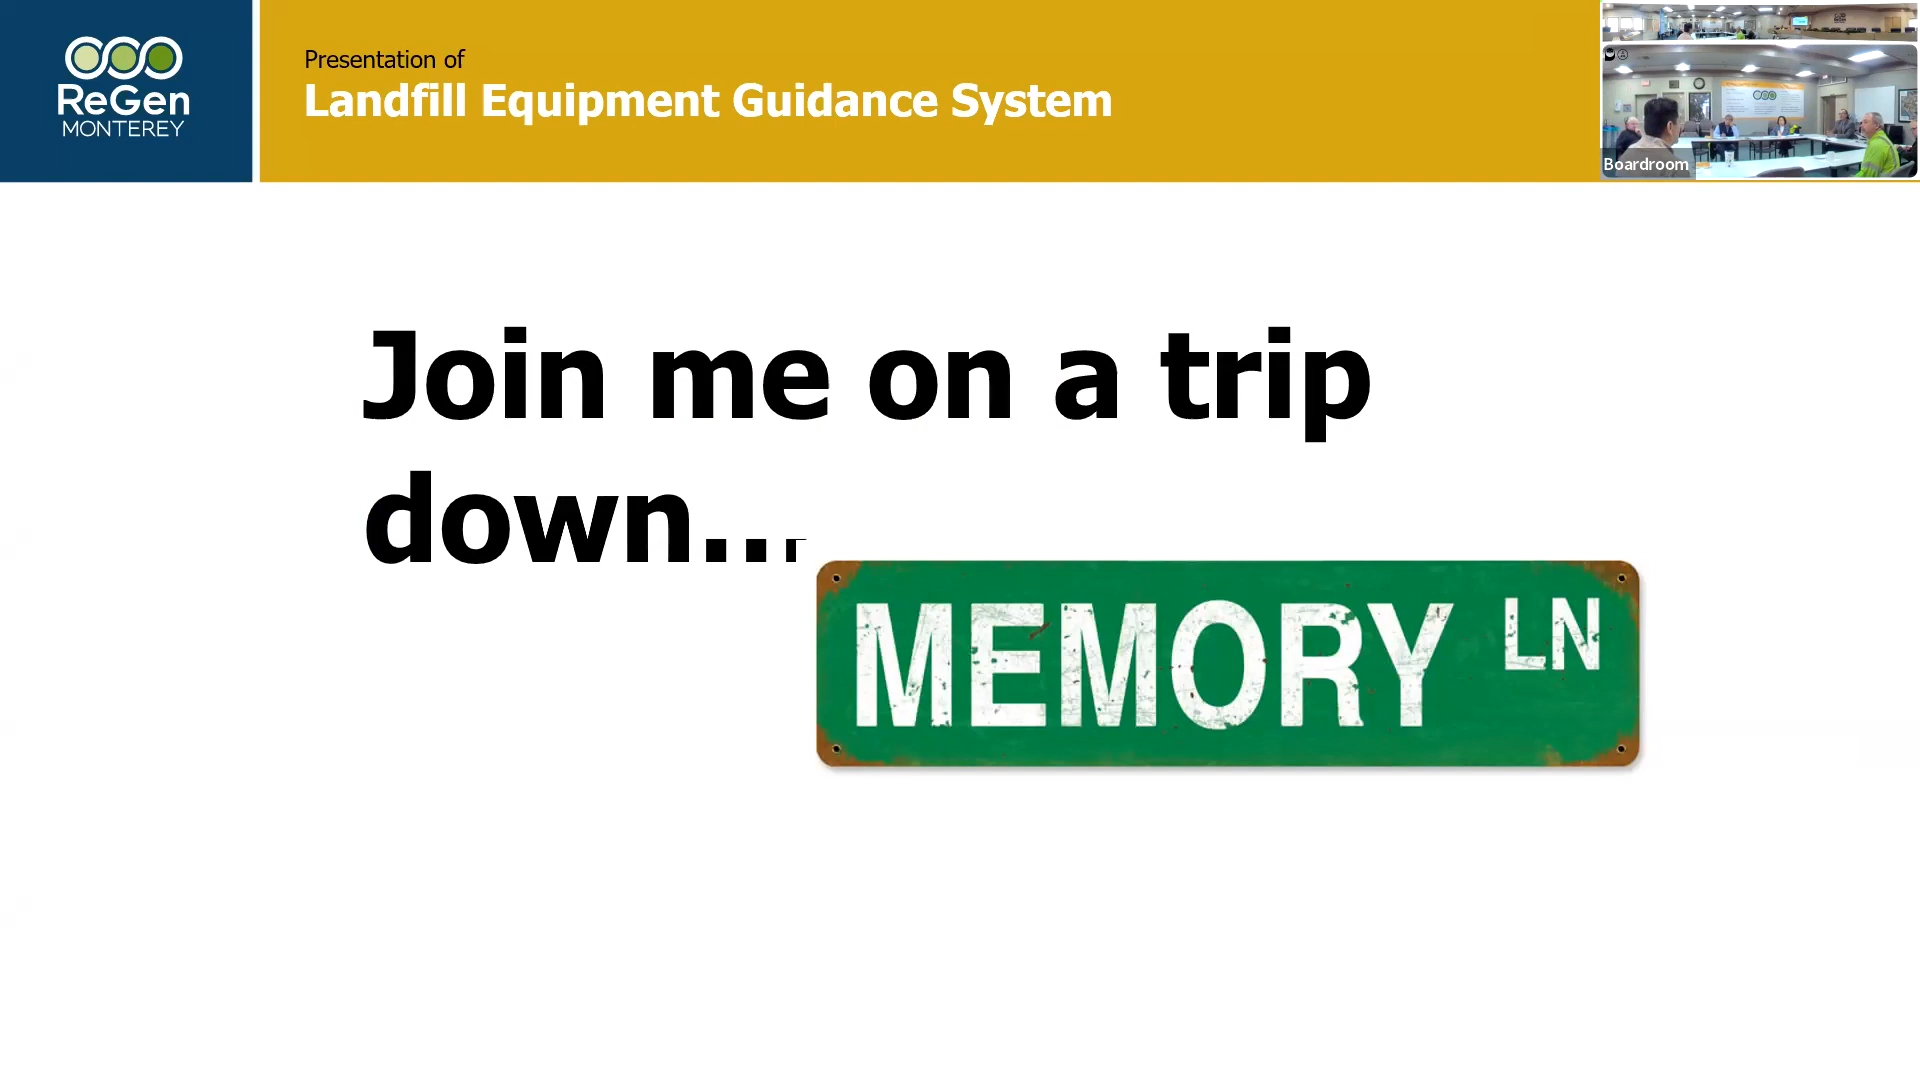 ReGen
MONTEREY
Presentation of
Landfill Equipment Guidance System
Boardroom
Join me on a trip
down...
MEMORY LN